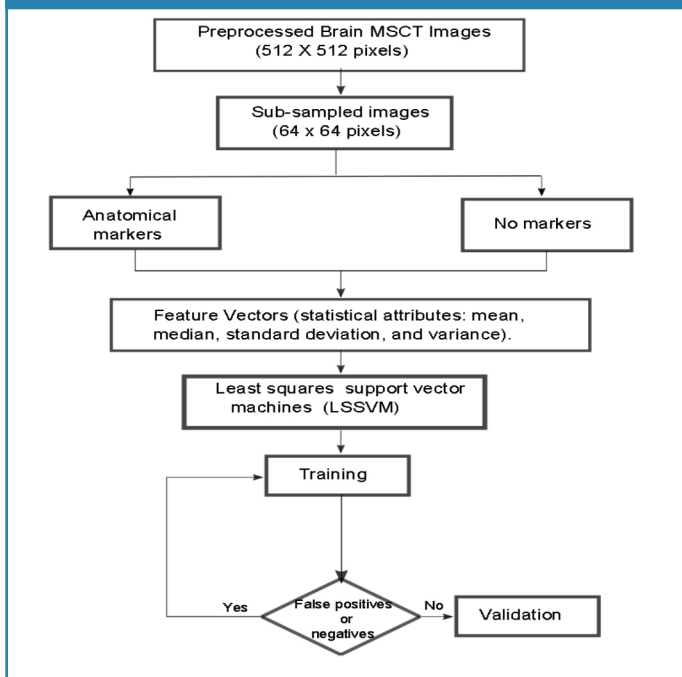 Preprocessed Brain MSCT Images
(512 X 512 pixels)
Sub-sampled images
(64 x 64 pixels)
Anatomical
markers
No markers
Feature Vectors (statistical attributes: mean,
median, standard deviation, and variance).
Least squares support vector
machines (LSSVM)
Training
Yes
False positives
or
negatives
No
Validation